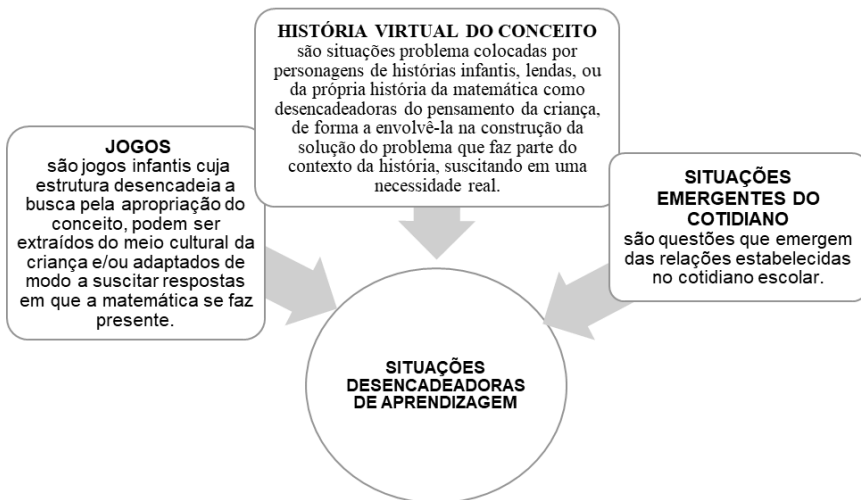 HISTÓRIA VIRTUAL DO CONCEITO
são situações problema colocadas por
personagens de histórias infantis, lendas, ou
da própria história da matemática como
desencadeadoras do pensamento da criança,
de forma a envolvê-la na construção da
solução do problema que faz parte do
contexto da história, suscitando em uma
necessidade real.
JOGOS
são jogos infantis cuja
estrutura desencadeia a
busca pela apropriação do
conceito, podem ser
extraídos do meio cultural da
criança e/ou adaptados de
modo a suscitar respostas
em que a matemática se faz
presente.
SITUAÇÕES
EMERGENTES DO
COTIDIANO
são questões que emergem
das relações estabelecidas
no cotidiano escolar.
SITUAÇÕES
DESENCADEADORAS
DE APRENDIZAGEM